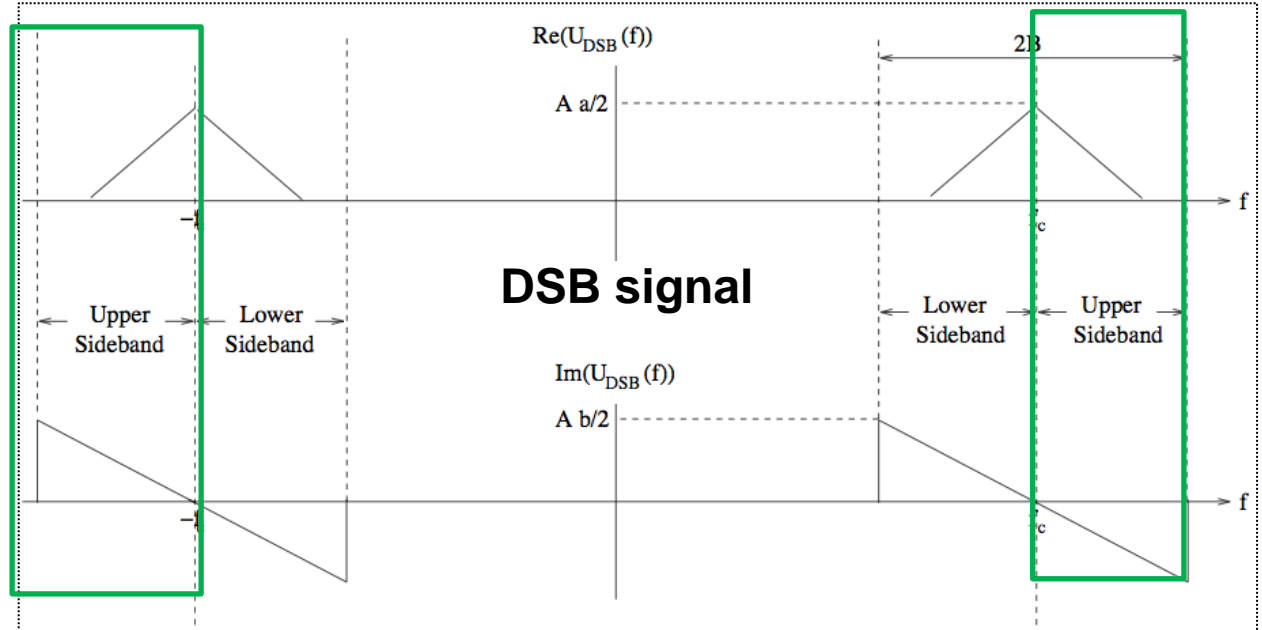 Re(U_DSB (f))
2B
A a/2
f
c
DSB signal
Upper
Sideband
Lower
Sideband
Lower
Sideband
Upper
Sideband
Im(U_DSB (f))
A b/2
f
c